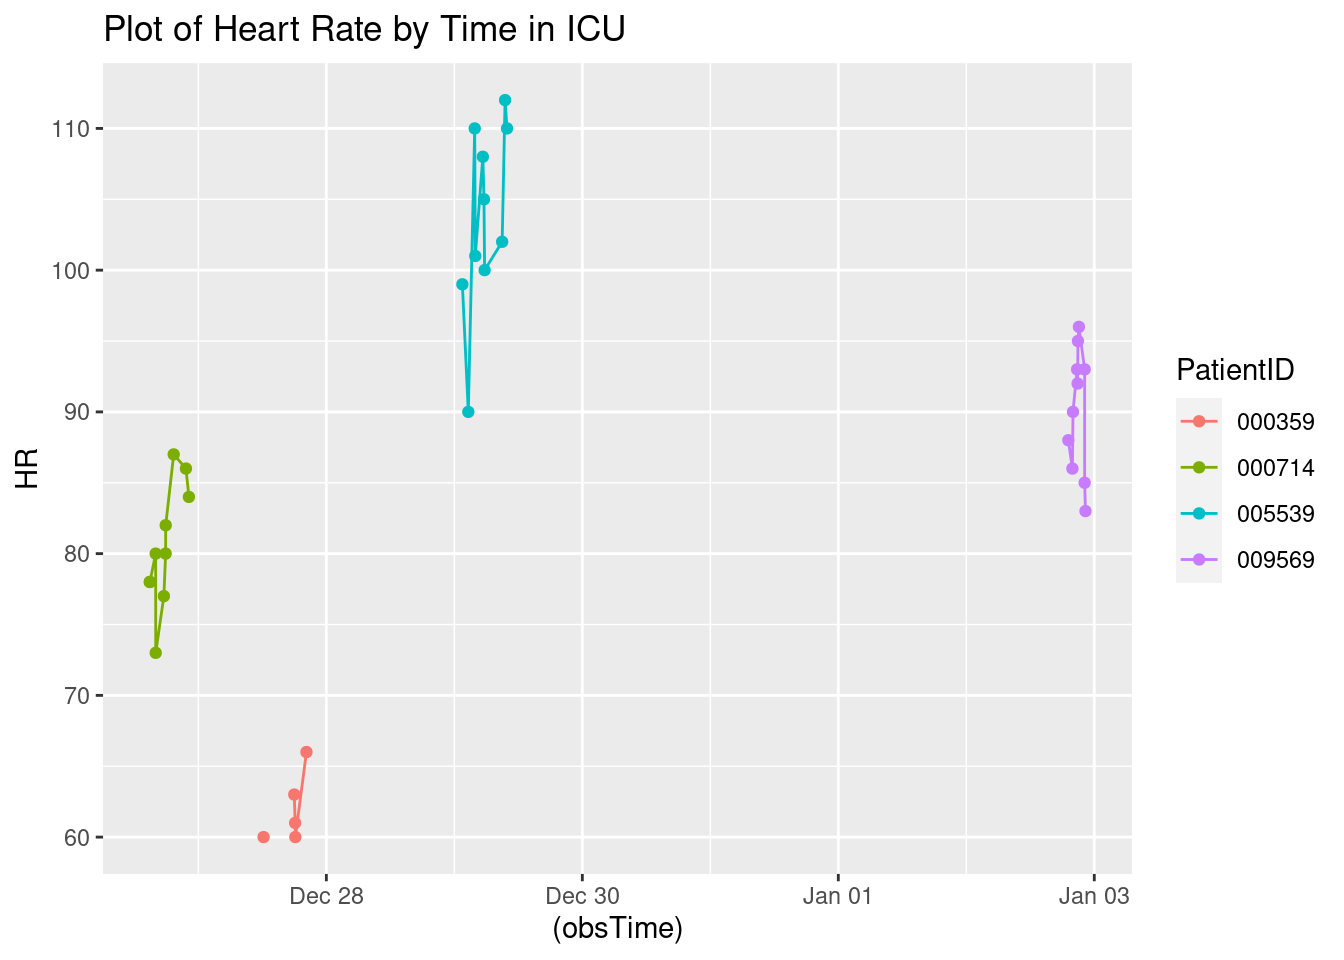 Plot of Heart Rate by Time in ICU
HR
110
100
90
80
70
60
Dec 28 Dec 30 Jan 01 Jan 03
(obsTime)
PatientID
000359
000714
005539
009569